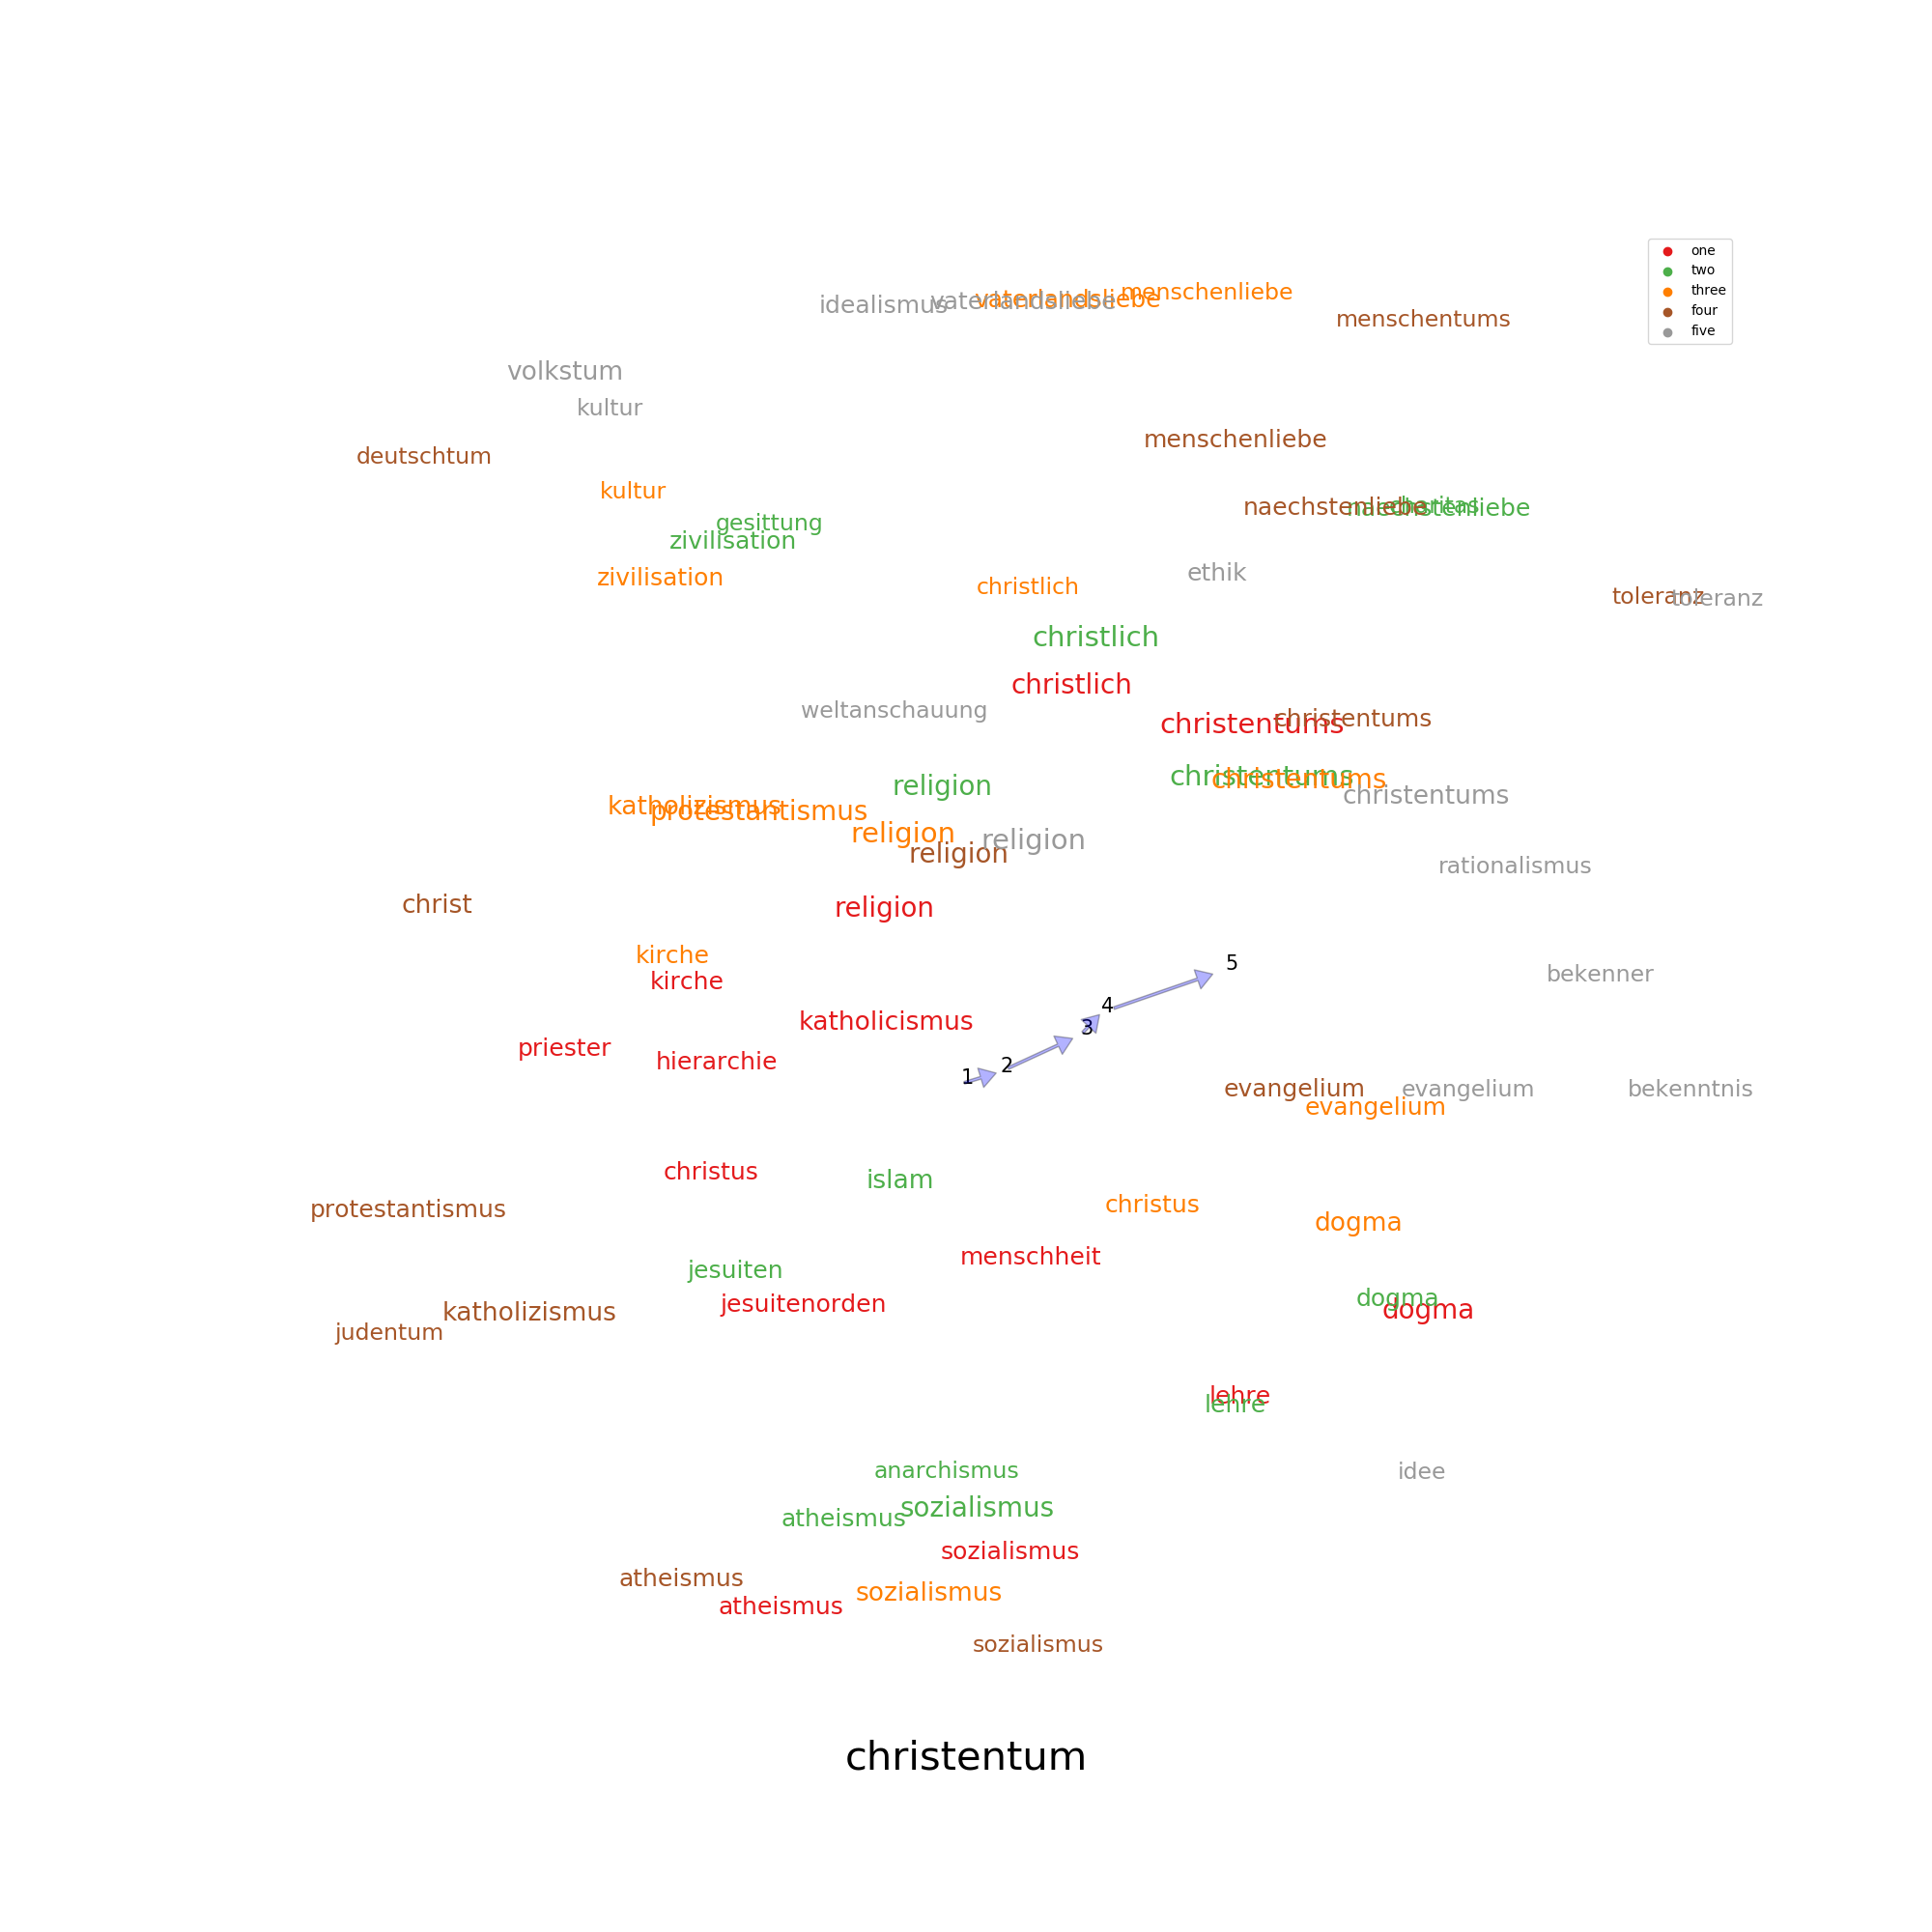 one
two
three
four
five
menschenliebe
vaterlandsliebe
vaterlandsliebe
idealismus
menschentums
volkstum
kultur
menschenliebe
deutschtum
kultur
naechstenliebe
naechstenliebe
charitas
gesittung
zivilisation
ethik
zivilisation
christlich
toleranz
toleranz
christlich
christlich
weltanschauung
christentums
christentums
christentums
christentums
christentums
religion
katholizismus
protestantismus
religion
religion
religion
rationalismus
christ
religion
kirche
5
kirche
bekenner
4
katholicismus
3
priester
hierarchie
2
1
evangelium
evangelium
bekenntnis
evangelium
christus
islam
christus
protestantismus
dogma
menschheit
jesuiten
dogma
jesuitenorden
dogma
katholizismus
judentum
lehre
lehre
anarchismus
idee
sozialismus
atheismus
sozialismus
atheismus
sozialismus
atheismus
sozialismus
christentum